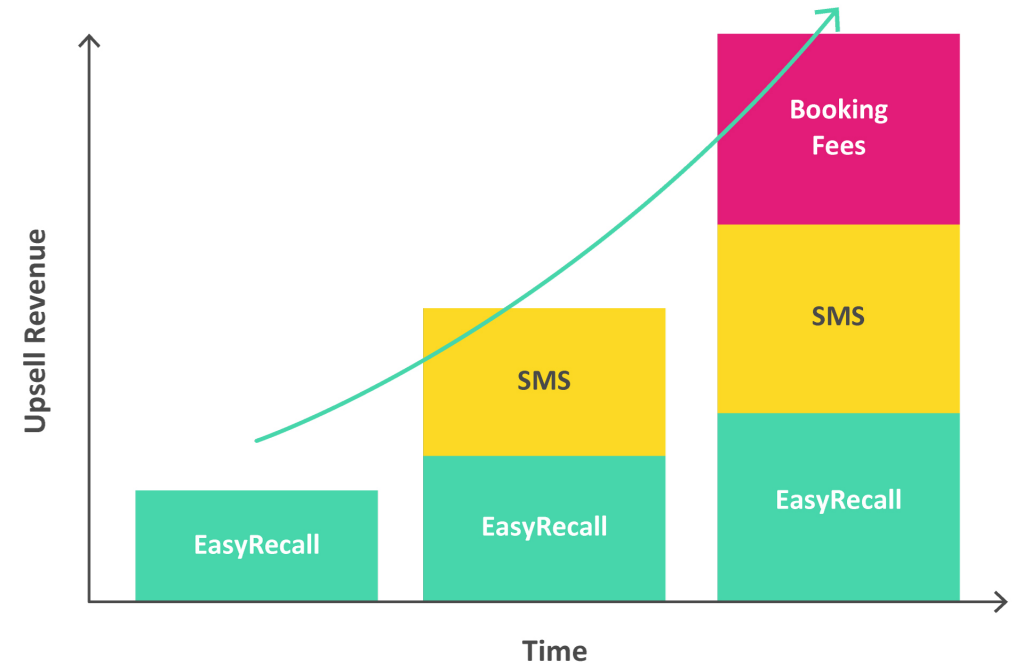 Upsell Revenue
Booking
Fees
SMS
SMS
EasyRecall
EasyRecall
EasyRecall
Time